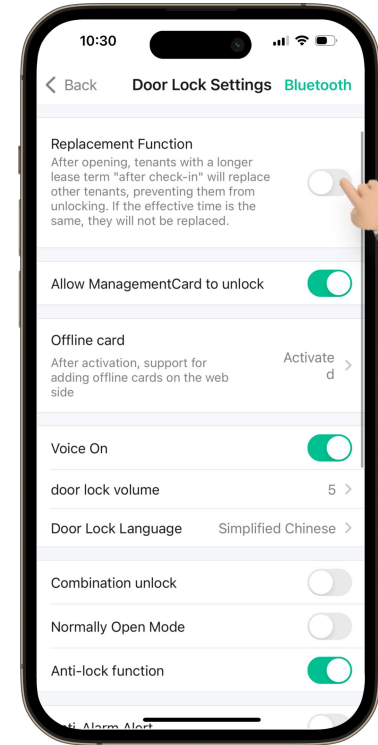 10:30
Back Door Lock Settings Bluetooth
Replacement Function
After opening, tenants with a longer
lease term "after check-in" will replace
other tenants, preventing them from
unlocking. If the effective time is the
same, they will not be replaced.
Allow ManagementCard to unlock
Offline card
After activation, support for
adding offline cards on the web
side
Activate
d
Voice On
door lock volume 5
Door Lock Language Simplified Chinese
Combination unlock
Normally Open Mode
Anti-lock function
Anti-Alarm Alert